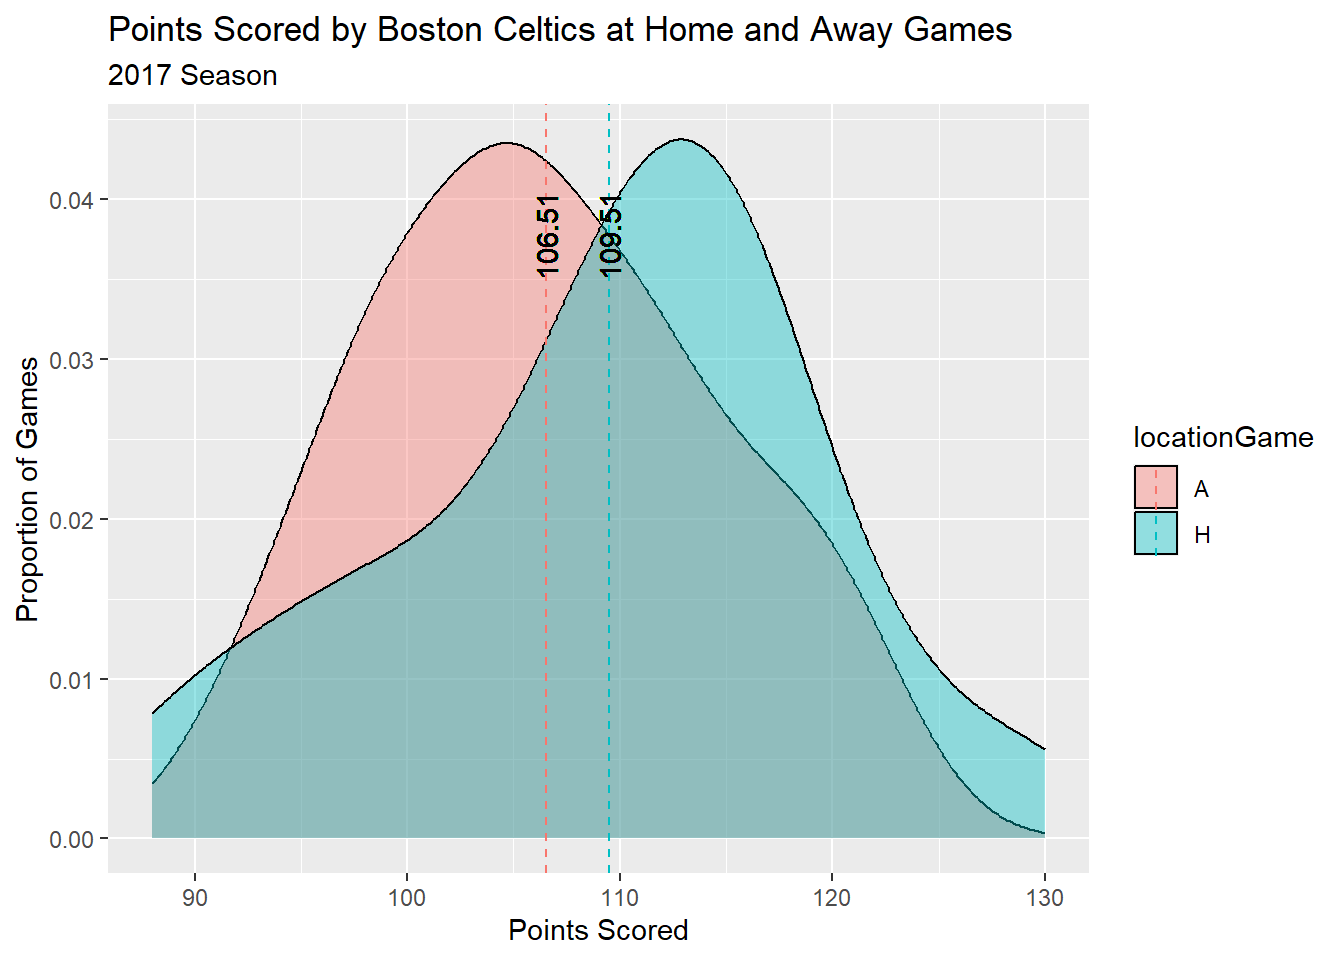 Points Scored by Boston Celtics at Home and Away Games
2017 Season
Proportion of Games
0.04
0.03
0.02
0.01
0.00
106.51
109.51
90
100
110
120
130
Points Scored
locationGame
A
H